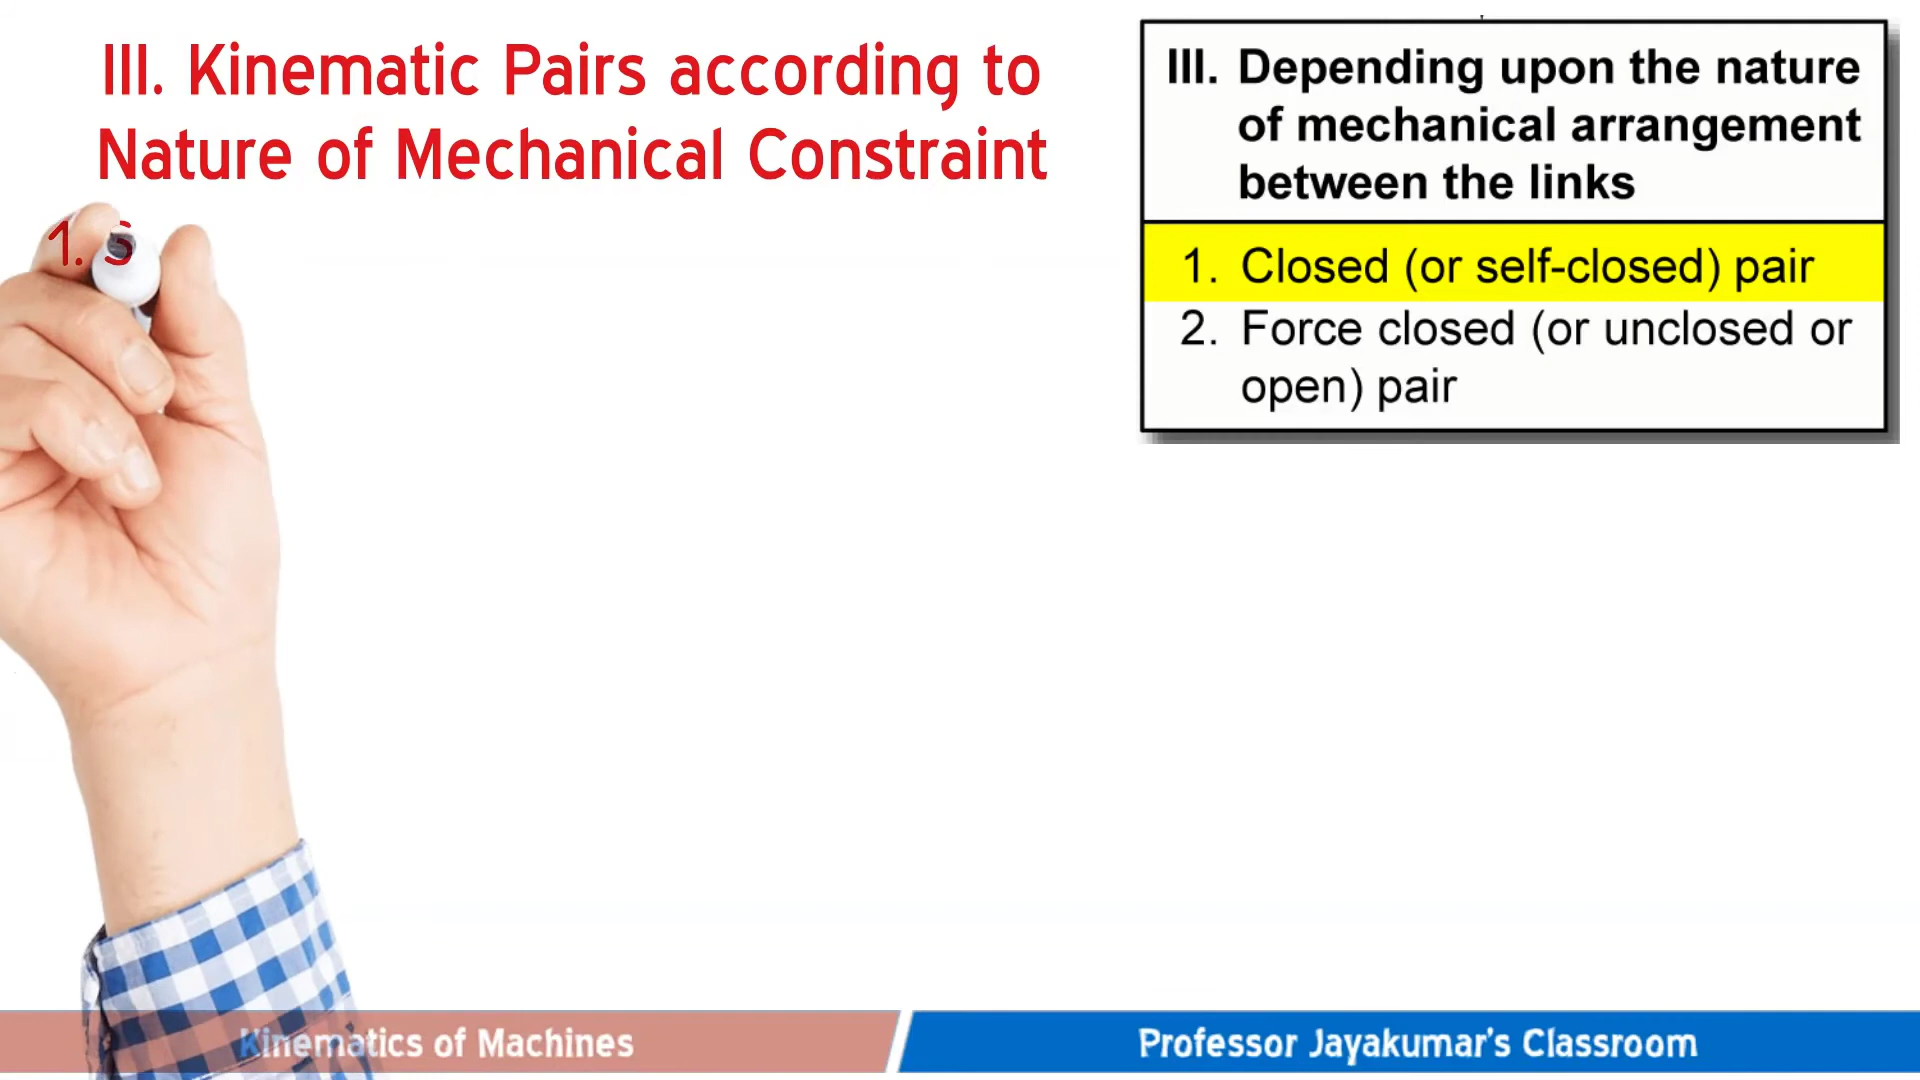 III. Kinematic Pairs according to
Nature of Mechanical Constraint
1. S
III. Depending upon the nature
of mechanical arrangement
between the links
1. Closed (or self-closed) pair
2. Force closed (or unclosed or
open) pair
Kinematics of Machines
Professor Jayakumar's Classroom